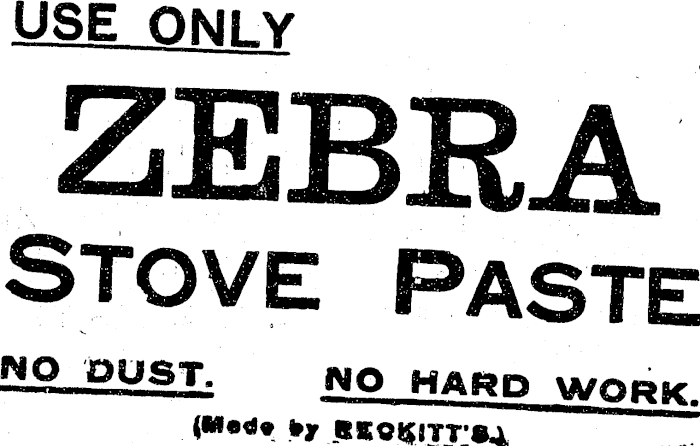 USE ONLY
ZEBRA
STOVE PASTE
NO DUST. NO HARD WORK.
(Made by RECKITT'S.)